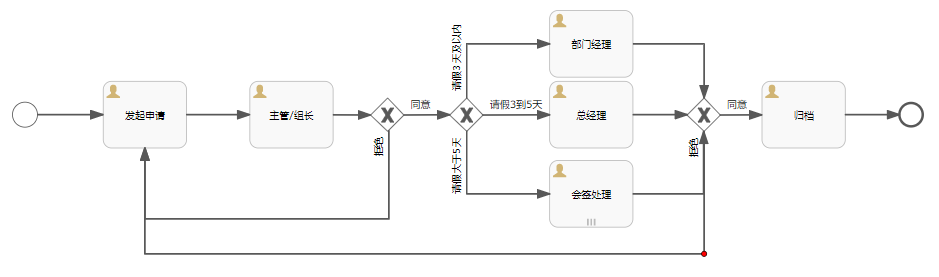 请假3 天及以内
部门经理
发起申请
主管/组长
同意
请假3到5天
总经理
同意
归档
拒绝
请假大于5天
拒绝
会签处理